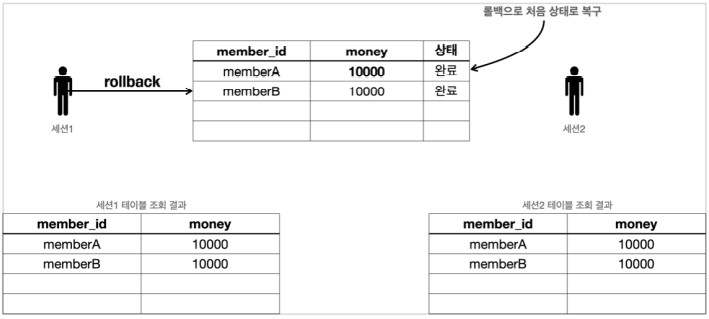 롤백으로 처음 상태로 복구
member_id money 상태
memberA 10000 완료
rollback
memberB 10000 완료
세션1
세션2
세션1 테이블 조회 결과
member_id money
memberA 10000
memberB 10000
세션2 테이블 조회 결과
member_id money
memberA 10000
memberB 10000